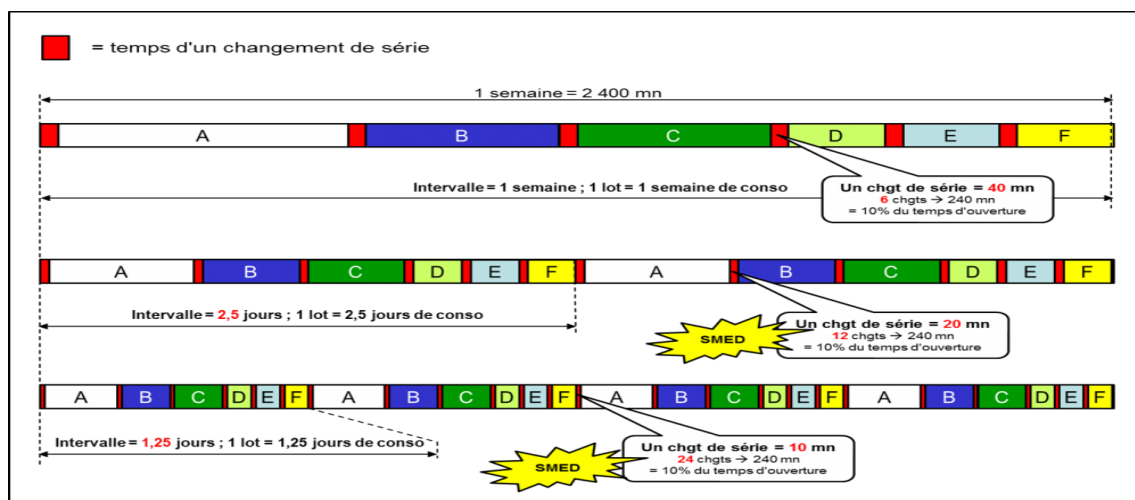 = temps d'un changement de série
1 semaine = 2 400 mn
A B C D E F
Intervalle = 1 semaine ; 1 lot = 1 semaine de conso
Un chgt de série = 40 mn
6 chgts → 240 mn
= 10% du temps d'ouverture
A B C D E F A B C D E F
Intervalle = 2,5 jours ; 1 lot = 2,5 jours de conso
SMED
Un chgt de série = 20 mn
12 chgts → 240 mn
= 10% du temps d'ouverture
A B C D E F A B C D E F A B C D E F A B C D E F
Intervalle = 1,25 jours ; 1 lot = 1,25 jours de conso
SMED
Un chgt de série = 10 mn
24 chgts → 240 mn
= 10% du temps d'ouverture